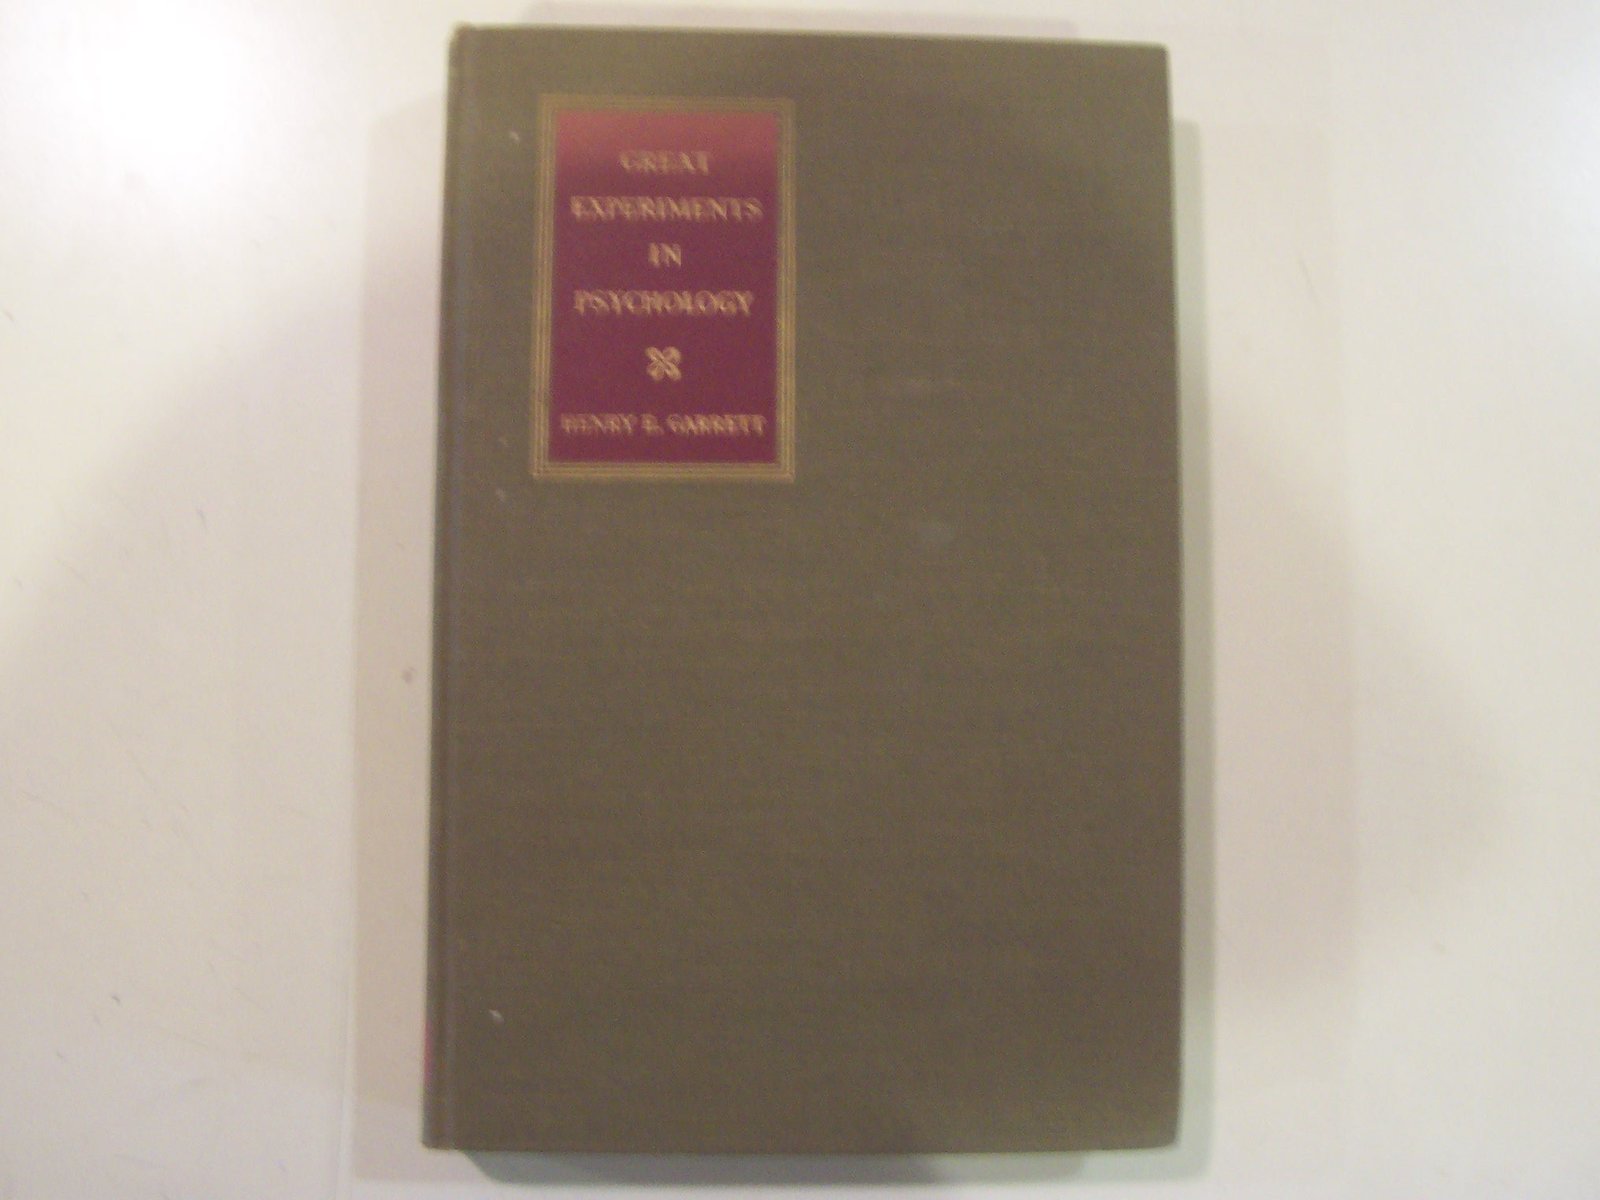 GREAT
EXPERIMENTS
IN
PSYCHOLOGY
HENRY E. GARRETT